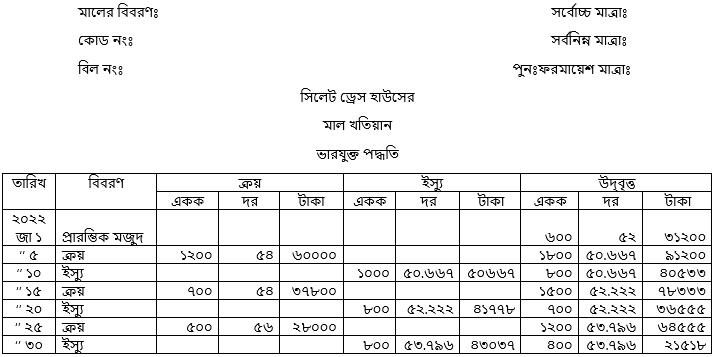 মালের বিবরণঃ সর্বোচ্চ মাত্রাঃ
কোড নং‌ঃ সর্বনিম্ন মাত্রাঃ
বিল নংঃ পুনঃফরমায়েশ মাত্রাঃ
সিলেট ড্রেস হাউসের
মাল খতিয়ান
ভারযুক্ত পদ্ধতি
তারিখ বিবরণ ক্রয় ইস্যু উদ্বৃত্ত
একক দর টাকা একক দর টাকা একক দর টাকা
২০২২
জা ১ প্রারম্ভিক মজুদ ৬০০ ৫২ ৩১২০০
" ৫ ক্রয় ১২০০ ৫৪ ৬০০০০ ১৮০০ ৫০.৬৬৭ ৯১২০০
" ১০ ইস্যু ১০০০ ৫০.৬৬৭ ৫০৬৬৭ ৮০০ ৫০.৬৬৭ ৪০৫৩৩
" ১৫ ক্রয় ৭০০ ৫৪ ৩৭৮০০ ১৫০০ ৫২.২২২ ৭৮৩৩৩
" ২০ ইস্যু ৮০০ ৫২.২২২ ৪১৭৭৮ ৭০০ ৫২.২২২ ৩৬৫৫৫
" ২৫ ক্রয় ৫০০ ৫৬ ২৮০০০ ১২০০ ৫৩.৭৯৬ ৬৪৫৫৫
" ৩০ ইস্যু ৮০০ ৫৩.৭৯৬ ৪৩০৩৭ ৪০০ ৫৩.৭৯৬ ২১৫১৮